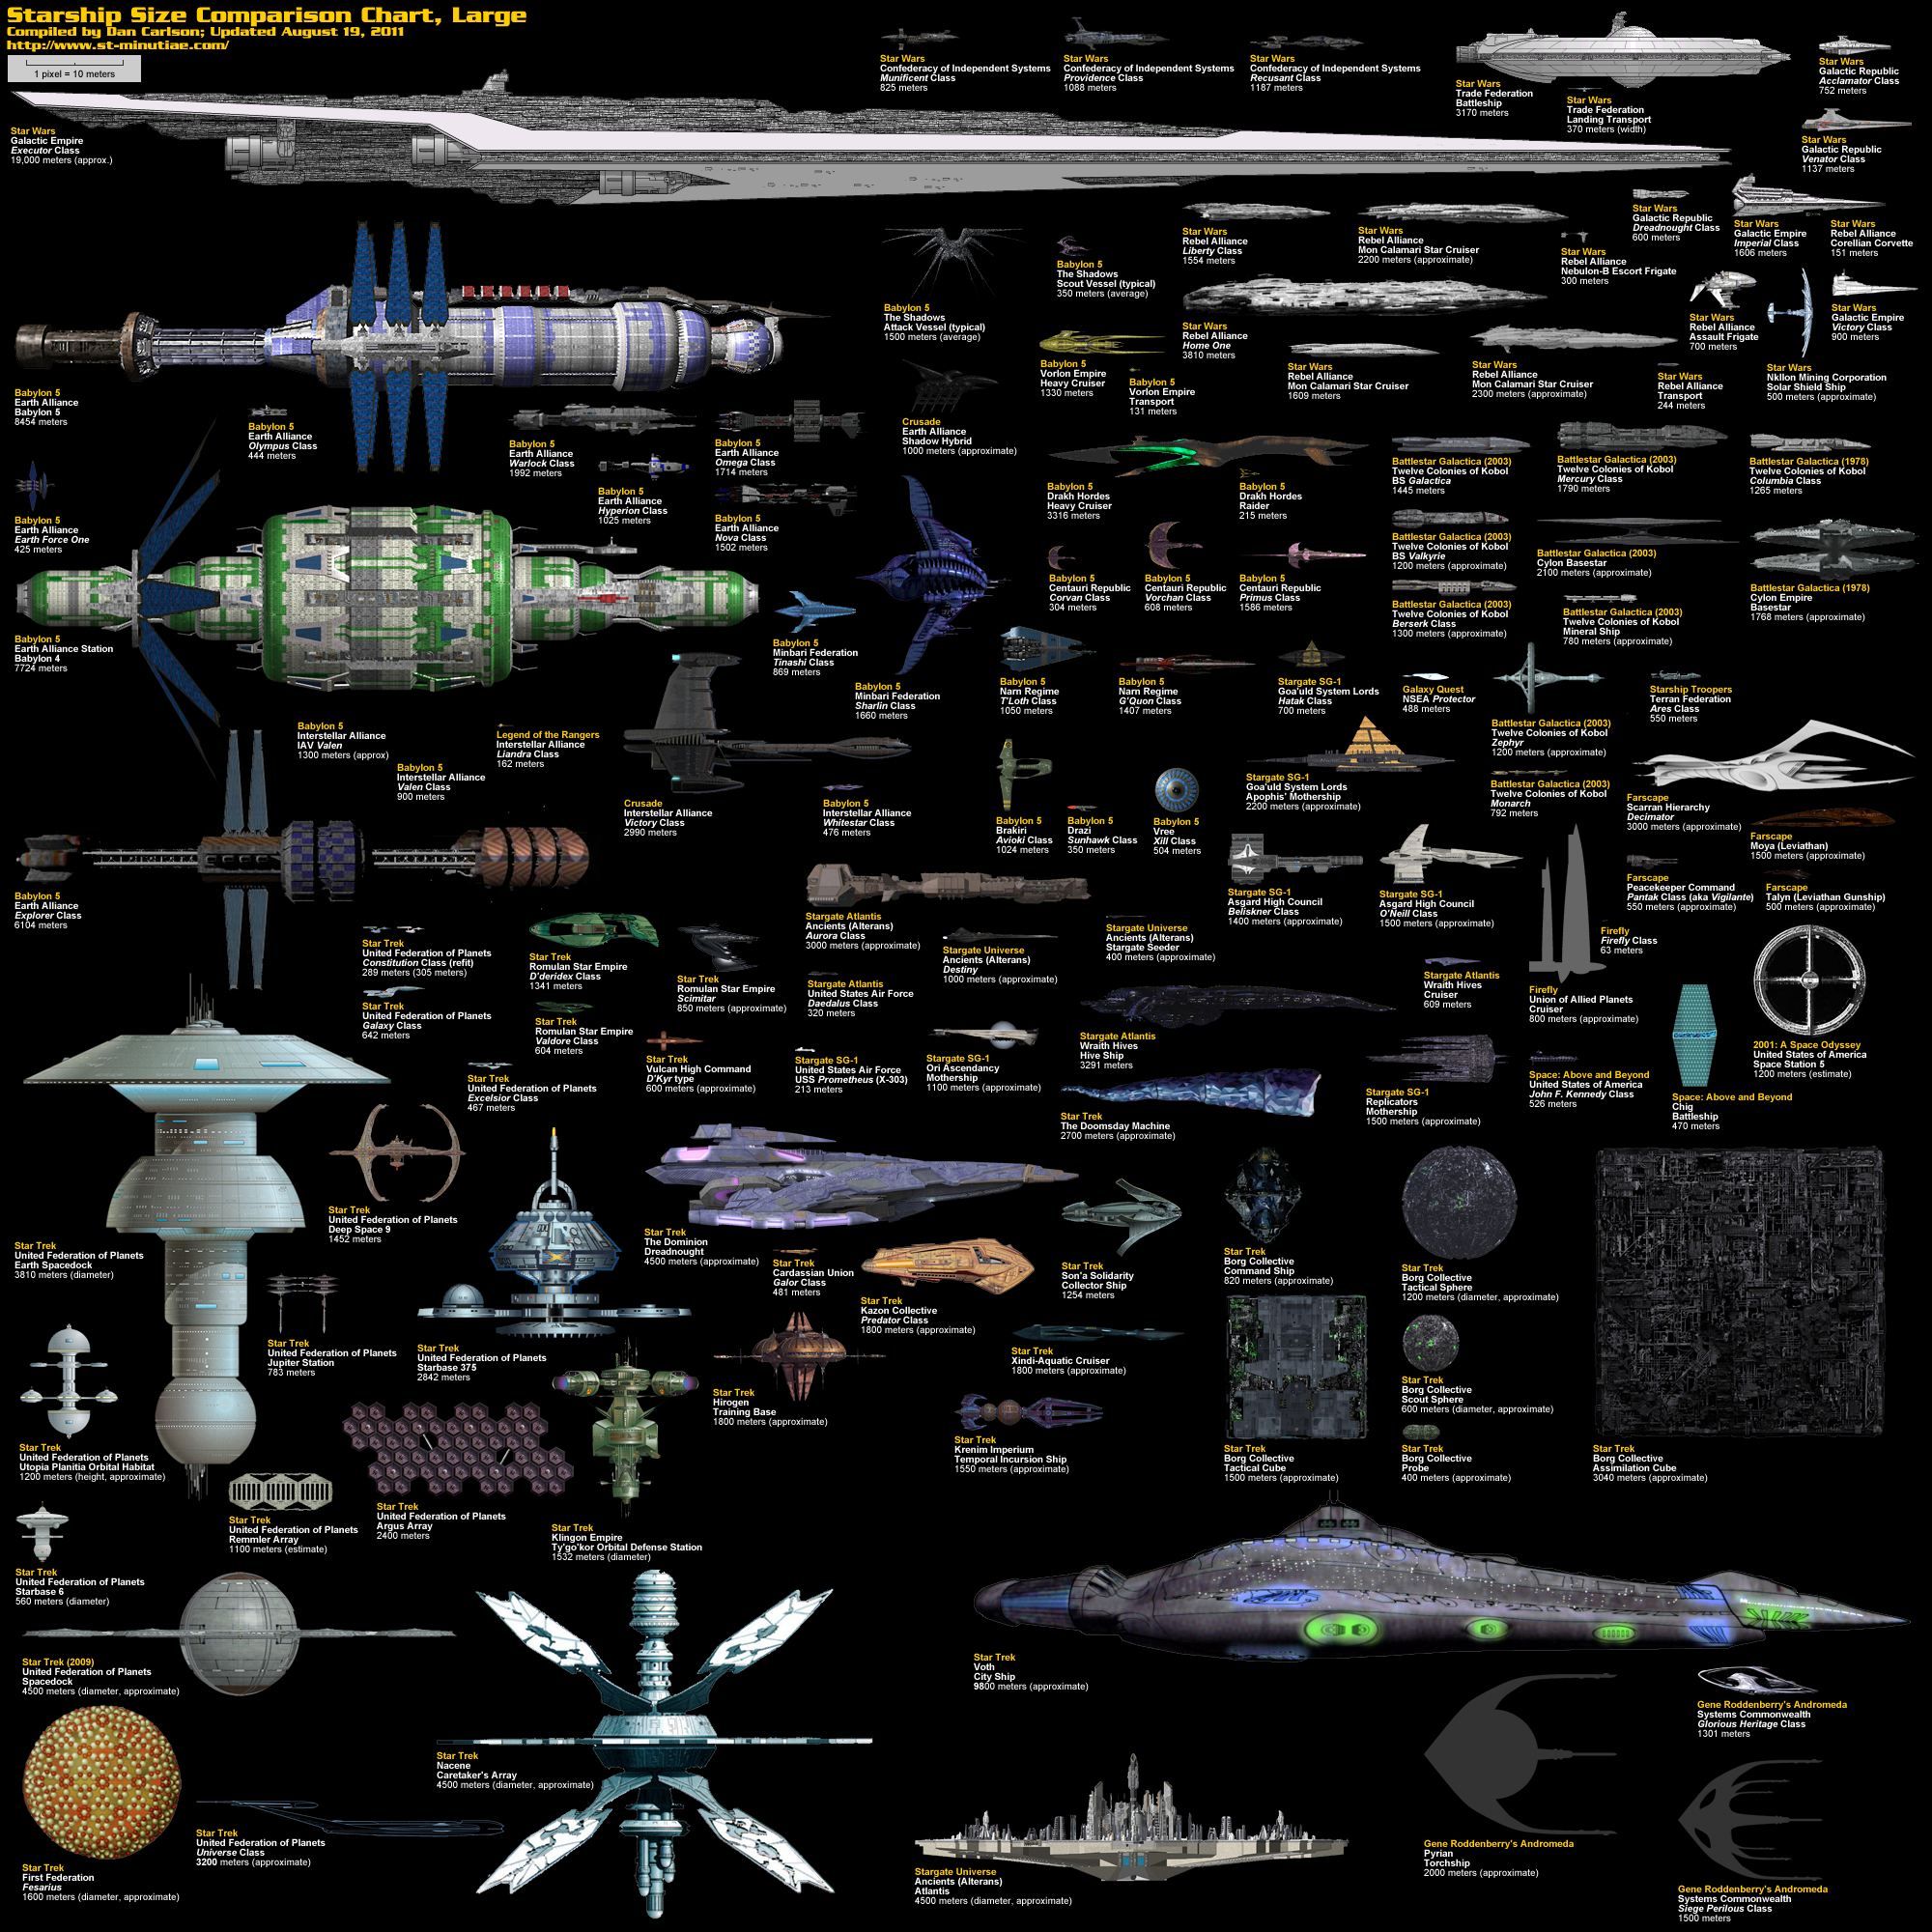 Starship Size Comparison Chart, Large
Compiled by Dan Carlson; Updated August 19, 2011
http://www.st-minutiae.com/
1 pixel = 10 meters
Star Wars
Galactic Empire
Executor Class
19,000 meters (approx.)
Star Wars
Confederacy of Independent Systems
Munificent Class
825 meters
Star Wars
Confederacy of Independent Systems
Providence Class
1088 meters
Star Wars
Confederacy of Independent Systems
Recusant Class
1187 meters
Star Wars
Trade Federation
Battleship
3170 meters
Star Wars
Trade Federation
Landing Transport
370 meters (width)
Star Wars
Galactic Republic
Acclamator Class
752 meters
Star Wars
Galactic Republic
Venator Class
1137 meters
Star Wars
Galactic Republic
Dreadnought Class
600 meters
Star Wars
Galactic Empire
Imperial Class
1606 meters
Star Wars
Rebel Alliance
Corellian Corvette
151 meters
Babylon 5
The Shadows
Attack Vessel (typical)
1500 meters (average)
Babylon 5
The Shadows
Scout Vessel (typical)
350 meters (average)
Star Wars
Rebel Alliance
Liberty Class
1554 meters
Star Wars
Rebel Alliance
Mon Calamari Star Cruiser
2200 meters (approximate)
Star Wars
Rebel Alliance
Nebulon-B Escort Frigate
300 meters
Star Wars
Rebel Alliance
Home One
3810 meters
Star Wars
Rebel Alliance
Assault Frigate
700 meters
Star Wars
Galactic Empire
Victory Class
900 meters
Babylon 5
Vorlon Empire
Heavy Cruiser
1330 meters
Babylon 5
Vorlon Empire
Transport
131 meters
Star Wars
Rebel Alliance
Mon Calamari Star Cruiser
1609 meters
Star Wars
Rebel Alliance
Mon Calamari Star Cruiser
2300 meters (approximate)
Star Wars
Rebel Alliance
Transport
244 meters
Star Wars
Nkllon Mining Corporation
Solar Shield Ship
500 meters (approximate)
Babylon 5
Earth Alliance
Babylon 5
8454 meters
Babylon 5
Earth Alliance
Olympus Class
444 meters
Babylon 5
Earth Alliance
Warlock Class
1992 meters
Babylon 5
Earth Alliance
Omega Class
1714 meters
Crusade
Earth Alliance
Shadow Hybrid
1000 meters (approximate)
Babylon 5
Earth Alliance
Hyperion Class
1025 meters
Babylon 5
Earth Alliance
Nova Class
1502 meters
Babylon 5
Earth Alliance
Earth Force One
425 meters
Babylon 5
Drakh Hordes
Heavy Cruiser
3316 meters
Babylon 5
Drakh Hordes
Raider
215 meters
Battlestar Galactica (2003)
Twelve Colonies of Kobol
BS Galactica
1445 meters
Battlestar Galactica (2003)
Twelve Colonies of Kobol
Mercury Class
1790 meters
Battlestar Galactica (1978)
Twelve Colonies of Kobol
Columbia Class
1265 meters
Battlestar Galactica (2003)
Twelve Colonies of Kobol
BS Valkyrie
1200 meters (approximate)
Battlestar Galactica (2003)
Cylon Basestar
2100 meters (approximate)
Battlestar Galactica (1978)
Cylon Empire
Basestar
1768 meters (approximate)
Babylon 5
Centauri Republic
Corvan Class
304 meters
Babylon 5
Centauri Republic
Vorchan Class
608 meters
Babylon 5
Centauri Republic
Primus Class
1586 meters
Battlestar Galactica (2003)
Twelve Colonies of Kobol
Berserk Class
1300 meters (approximate)
Battlestar Galactica (2003)
Twelve Colonies of Kobol
Mineral Ship
780 meters (approximate)
Babylon 5
Earth Alliance Station
Babylon 4
7724 meters
Babylon 5
Minbari Federation
Tinashi Class
869 meters
Babylon 5
Minbari Federation
Sharlin Class
1660 meters
Babylon 5
Narn Regime
T'Loth Class
1050 meters
Babylon 5
Narn Regime
G'Quon Class
1407 meters
Stargate SG-1
Goa'uld System Lords
Hatak Class
700 meters
Galaxy Quest
NSEA Protector
488 meters
Battlestar Galactica (2003)
Twelve Colonies of Kobol
Zephyr
1200 meters (approximate)
Starship Troopers
Terran Federation
Ares Class
550 meters
Babylon 5
Interstellar Alliance
IAV Valen
1300 meters (approx)
Legend of the Rangers
Interstellar Alliance
Liandra Class
162 meters
Babylon 5
Interstellar Alliance
Valen Class
900 meters
Crusade
Interstellar Alliance
Victory Class
2990 meters
Babylon 5
Interstellar Alliance
Whitestar Class
476 meters
Babylon 5
Brakiri
Avioki Class
1024 meters
Babylon 5
Drazi
Sunhawk Class
350 meters
Babylon 5
Vree
Xill Class
504 meters
Stargate SG-1
Goa'uld System Lords
Apophis' Mothership
2200 meters (approximate)
Battlestar Galactica (2003)
Twelve Colonies of Kobol
Monarch
792 meters
Farscape
Scarran Hierarchy
Decimator
3000 meters (approximate)
Farscape
Moya (Leviathan)
1500 meters (approximate)
Farscape
Peacekeeper Command
Pantak Class (aka Vigilante)
550 meters (approximate)
Farscape
Talyn (Leviathan Gunship)
500 meters (approximate)
Babylon 5
Earth Alliance
Explorer Class
6104 meters
Stargate Atlantis
Ancients (Alterans)
Aurora Class
3000 meters (approximate)
Stargate SG-1
Asgard High Council
Beliskner Class
1400 meters (approximate)
Stargate SG-1
Asgard High Council
O'Neill Class
1500 meters (approximate)
Firefly
Firefly Class
63 meters
Star Trek
United Federation of Planets
Constitution Class (refit)
289 meters (305 meters)
Star Trek
Romulan Star Empire
D'deridex Class
1341 meters
Star Trek
Romulan Star Empire
Scimitar
850 meters (approximate)
Stargate Universe
Ancients (Alterans)
Destiny
1000 meters (approximate)
Stargate Universe
Ancients (Alterans)
Stargate Seeder
400 meters (approximate)
Stargate Atlantis
Wraith Hives
Cruiser
609 meters
Firefly
Union of Allied Planets
Cruiser
800 meters (approximate)
Star Trek
United Federation of Planets
Galaxy Class
642 meters
Star Trek
Romulan Star Empire
Valdore Class
604 meters
Stargate Atlantis
United States Air Force
Daedalus Class
320 meters
Stargate Atlantis
Wraith Hives
Hive Ship
3291 meters
2001: A Space Odyssey
United States of America
Space Station 5
1200 meters (estimate)
Star Trek
United Federation of Planets
Excelsior Class
467 meters
Star Trek
Vulcan High Command
D'Kyr type
600 meters (approximate)
Stargate SG-1
United States Air Force
USS Prometheus (X-303)
213 meters
Stargate SG-1
Ori Ascendancy
Mothership
1100 meters (approximate)
Star Trek
The Doomsday Machine
2700 meters (approximate)
Stargate SG-1
Replicators
Mothership
1500 meters (approximate)
Space: Above and Beyond
United States of America
John F. Kennedy Class
526 meters
Space: Above and Beyond
Chig
Battleship
470 meters
Star Trek
United Federation of Planets
Earth Spacedock
3810 meters (diameter)
Star Trek
United Federation of Planets
Deep Space 9
1452 meters
Star Trek
The Dominion
Dreadnought
4500 meters (approximate)
Star Trek
Cardassian Union
Galor Class
481 meters
Star Trek
Kazon Collective
Predator Class
1800 meters (approximate)
Star Trek
Son'a Solidarity
Collector Ship
1254 meters
Star Trek
Borg Collective
Command Ship
820 meters (approximate)
Star Trek
Borg Collective
Tactical Sphere
1200 meters (diameter, approximate)
Star Trek
United Federation of Planets
Jupiter Station
783 meters
Star Trek
United Federation of Planets
Starbase 375
2842 meters
Star Trek
Hirogen
Training Base
1800 meters (approximate)
Star Trek
Xindi-Aquatic Cruiser
1800 meters (approximate)
Star Trek
Borg Collective
Scout Sphere
600 meters (diameter, approximate)
Star Trek
United Federation of Planets
Utopia Planitia Orbital Habitat
1200 meters (height, approximate)
Star Trek
Krenim Imperium
Temporal Incursion Ship
1550 meters (approximate)
Star Trek
Borg Collective
Tactical Cube
1500 meters (approximate)
Star Trek
Borg Collective
Probe
400 meters (approximate)
Star Trek
Borg Collective
Assimilation Cube
3040 meters (approximate)
Star Trek
United Federation of Planets
Remmler Array
1100 meters (estimate)
Star Trek
United Federation of Planets
Argus Array
2400 meters
Star Trek
Klingon Empire
Ty'go'kor Orbital Defense Station
1532 meters (diameter)
Star Trek
United Federation of Planets
Starbase 6
560 meters (diameter)
Star Trek (2009)
United Federation of Planets
Spacedock
4500 meters (diameter, approximate)
Star Trek
Voth
City Ship
9800 meters (approximate)
Gene Roddenberry's Andromeda
Systems Commonwealth
Glorious Heritage Class
1301 meters
Star Trek
Nacene
Caretaker's Array
4500 meters (diameter, approximate)
Star Trek
United Federation of Planets
Universe Class
3200 meters (approximate)
Star Trek
First Federation
Fesarius
1600 meters (diameter, approximate)
Stargate Universe
Ancients (Alterans)
Atlantis
4500 meters (diameter, approximate)
Gene Roddenberry's Andromeda
Pyrian
Torchship
2000 meters (approximate)
Gene Roddenberry's Andromeda
Systems Commonwealth
Siege Perilous Class
1500 meters